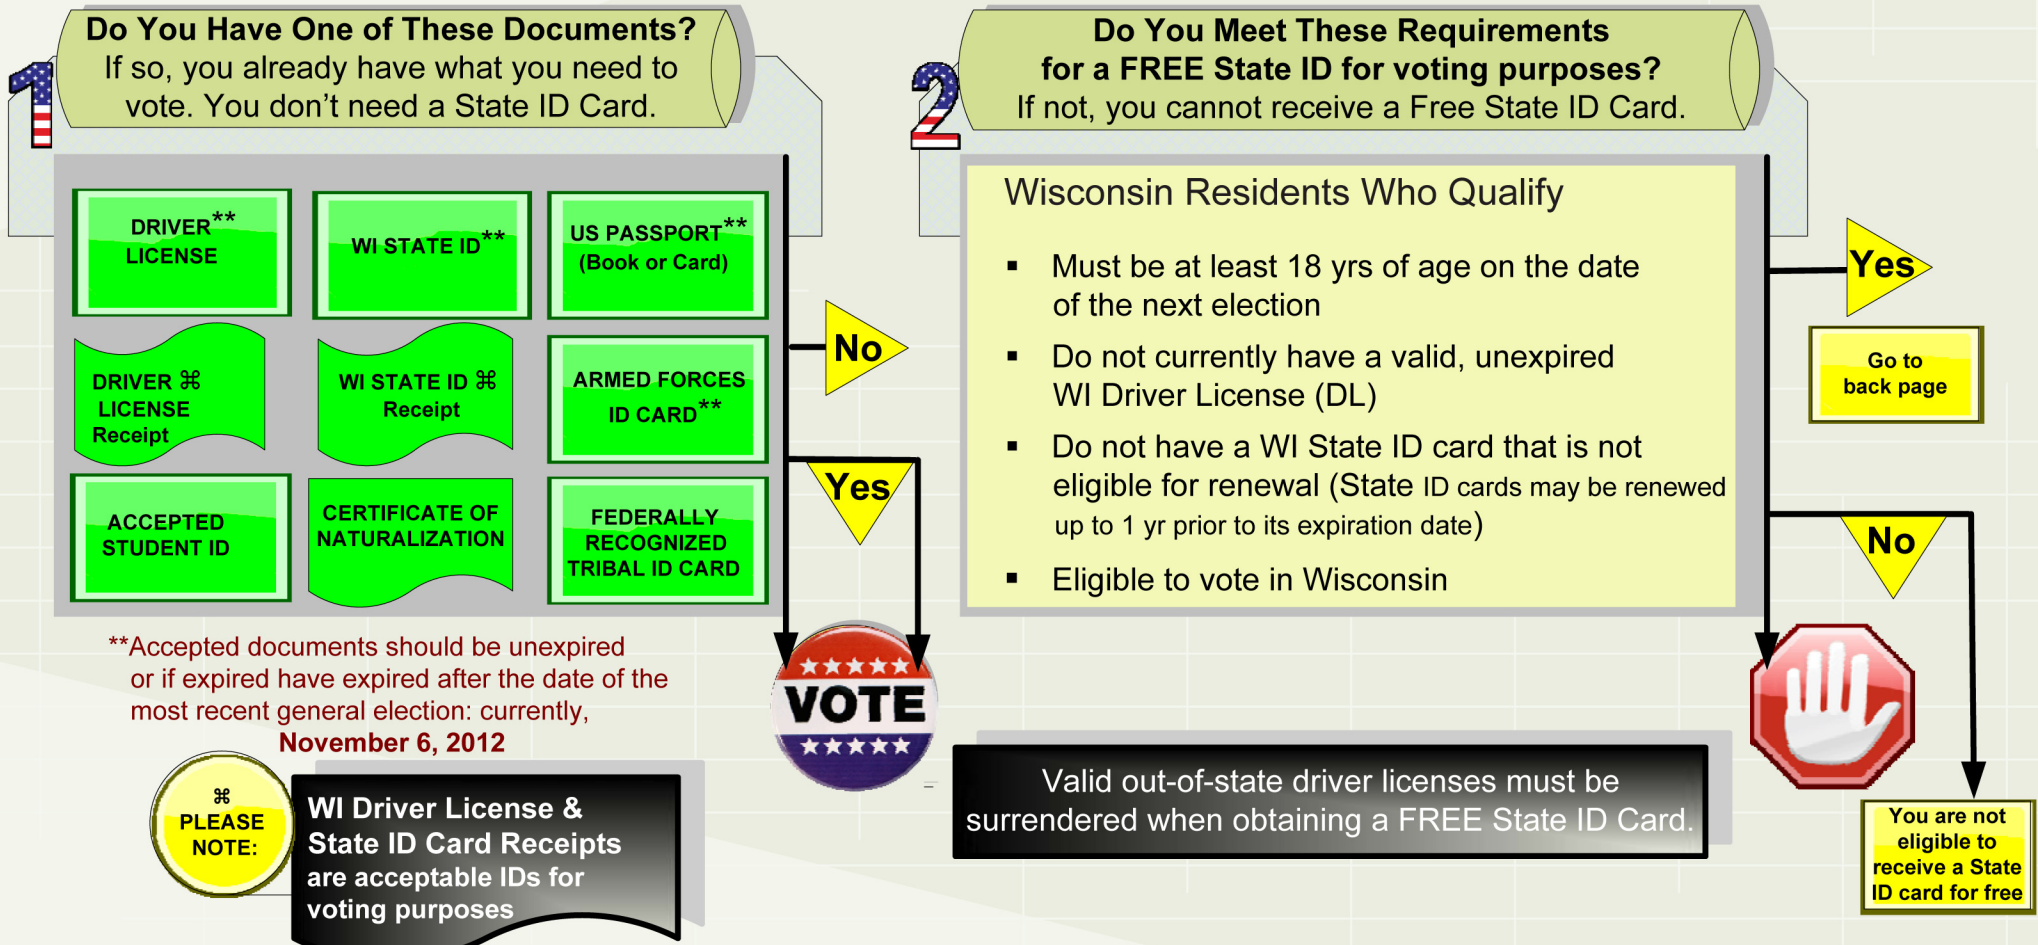 1
Do You Have One of These Documents?
If so, you already have what you need to
vote. You don't need a State ID Card.
DRIVER**
LICENSE
WI STATE ID**
US PASSPORT**
(Book or Card)
DRIVER ⌘
LICENSE
Receipt
WI STATE ID ⌘
Receipt
ARMED FORCES
ID CARD**
ACCEPTED
STUDENT ID
CERTIFICATE OF
NATURALIZATION
FEDERALLY
RECOGNIZED
TRIBAL ID CARD
No
Yes
**Accepted documents should be unexpired
or if expired have expired after the date of the
most recent general election: currently,
November 6, 2012
VOTE
⌘
PLEASE
NOTE:
WI Driver License &
State ID Card Receipts
are acceptable IDs for
voting purposes
2
Do You Meet These Requirements
for a FREE State ID for voting purposes?
If not, you cannot receive a Free State ID Card.
Wisconsin Residents Who Qualify
▪ Must be at least 18 yrs of age on the date
of the next election
▪ Do not currently have a valid, unexpired
WI Driver License (DL)
▪ Do not have a WI State ID card that is not
eligible for renewal (State ID cards may be renewed
up to 1 yr prior to its expiration date)
▪ Eligible to vote in Wisconsin
Yes
Go to
back page
No
Valid out-of-state driver licenses must be
surrendered when obtaining a FREE State ID Card.
You are not
eligible to
receive a State
ID card for free